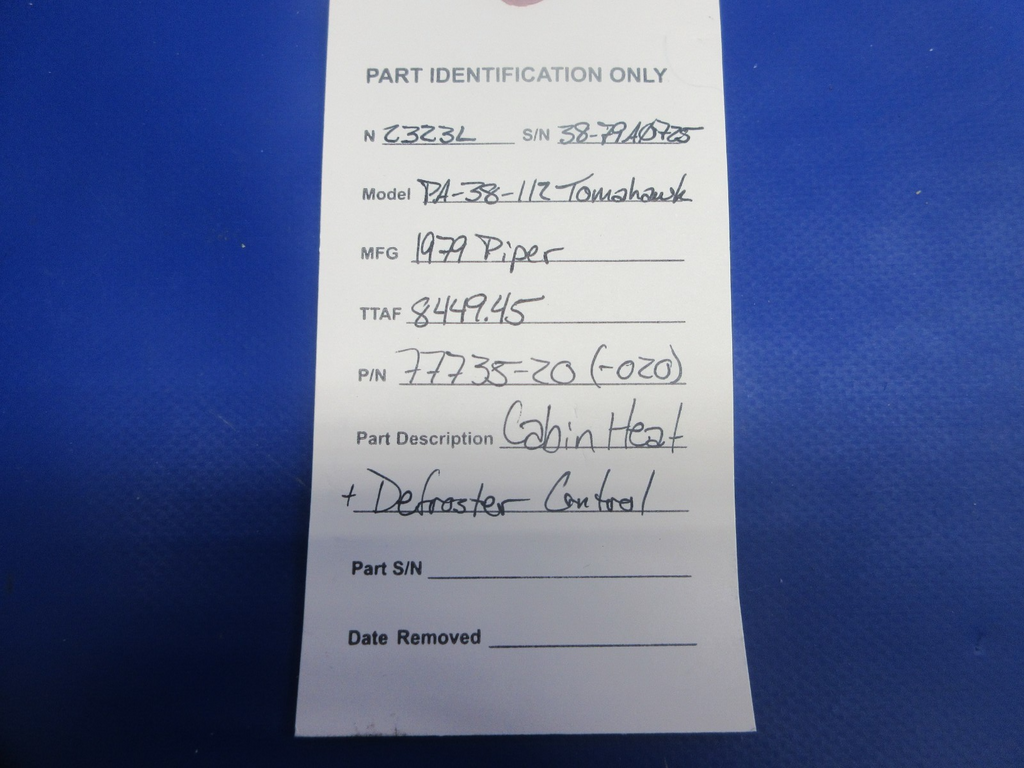 PART IDENTIFICATION ONLY
N 2323L S/N 38-79A0725
Model PA-38-112 Tomahawk
MFG 1979 Piper
TTAF 8449.45
P/N 77735-20 (-020)
Part Description Cabin Heat
+ Defroster Control
Part S/N
Date Removed